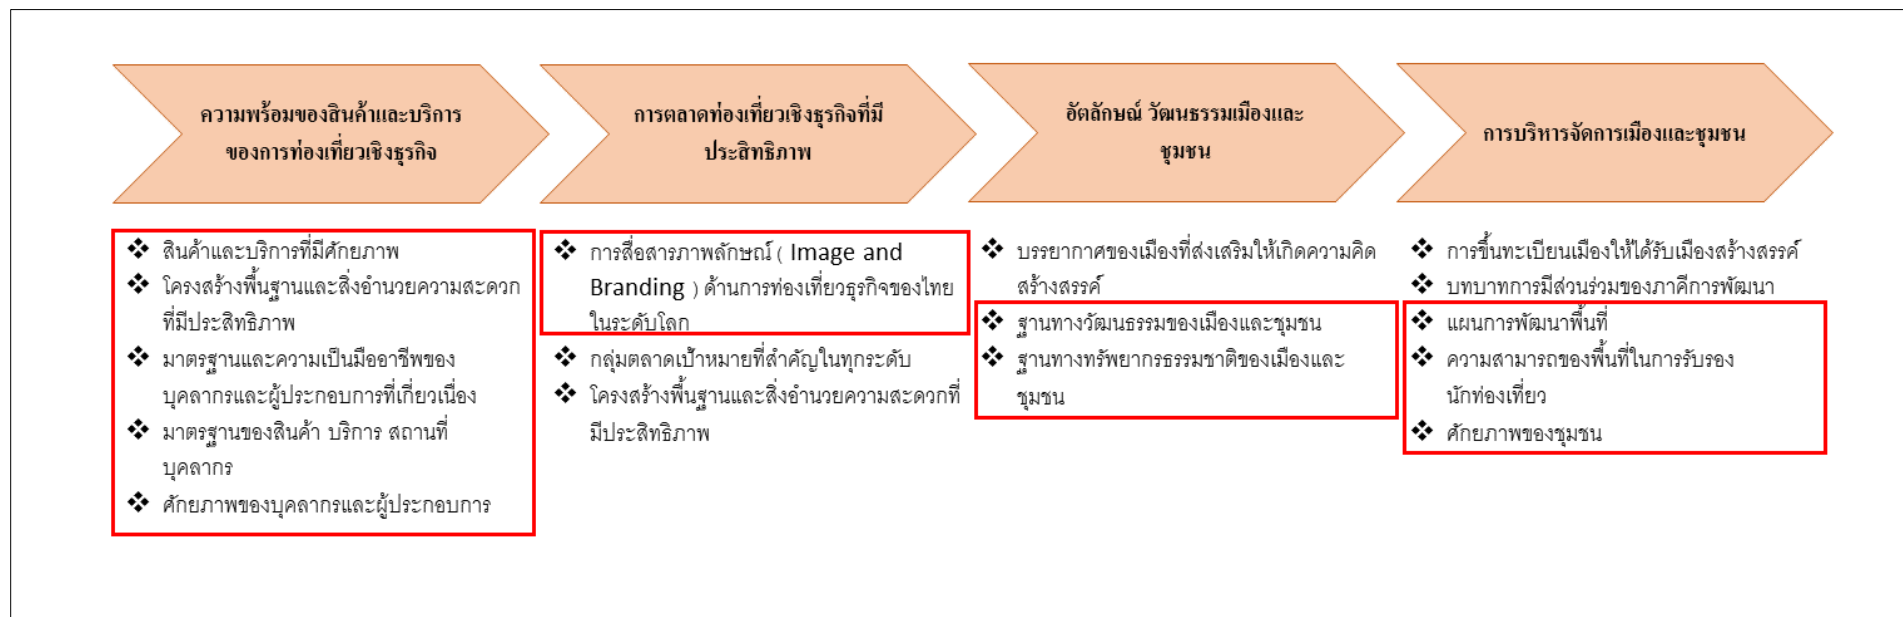 ความพร้อมของสินค้าและบริการ
ของการท่องเที่ยวเชิงธุรกิจ
การตลาดท่องเที่ยวเชิงธุรกิจที่มี
ประสิทธิภาพ
อัตลักษณ์ วัฒนธรรมเมืองและ
ชุมชน
การบริหารจัดการเมืองและชุมชน
❖ สินค้าและบริการที่มีศักยภาพ
❖ โครงสร้างพื้นฐานและสิ่งอำนวยความสะดวก
ที่มีประสิทธิภาพ
❖ มาตรฐานและความเป็นมืออาชีพของ
บุคลากรและผู้ประกอบการที่เกี่ยวเนื่อง
❖ มาตรฐานของสินค้า บริการ สถานที่
บุคลากร
❖ ศักยภาพของบุคลากรและผู้ประกอบการ
❖ การสื่อสารภาพลักษณ์ ( Image and
Branding ) ด้านการท่องเที่ยวธุรกิจของไทย
ในระดับโลก
❖ กลุ่มตลาดเป้าหมายที่สำคัญในทุกระดับ
❖ โครงสร้างพื้นฐานและสิ่งอำนวยความสะดวกที่
มีประสิทธิภาพ
❖ บรรยากาศของเมืองที่ส่งเสริมให้เกิดความคิด
สร้างสรรค์
❖ ฐานทางวัฒนธรรมของเมืองและชุมชน
❖ ฐานทางทรัพยากรธรรมชาติของเมืองและ
ชุมชน
❖ การขึ้นทะเบียนเมืองให้ได้รับเมืองสร้างสรรค์
❖ บทบาทการมีส่วนร่วมของภาคีการพัฒนา
❖ แผนการพัฒนาพื้นที่
❖ ความสามารถของพื้นที่ในการรับรอง
นักท่องเที่ยว
❖ ศักยภาพของชุมชน